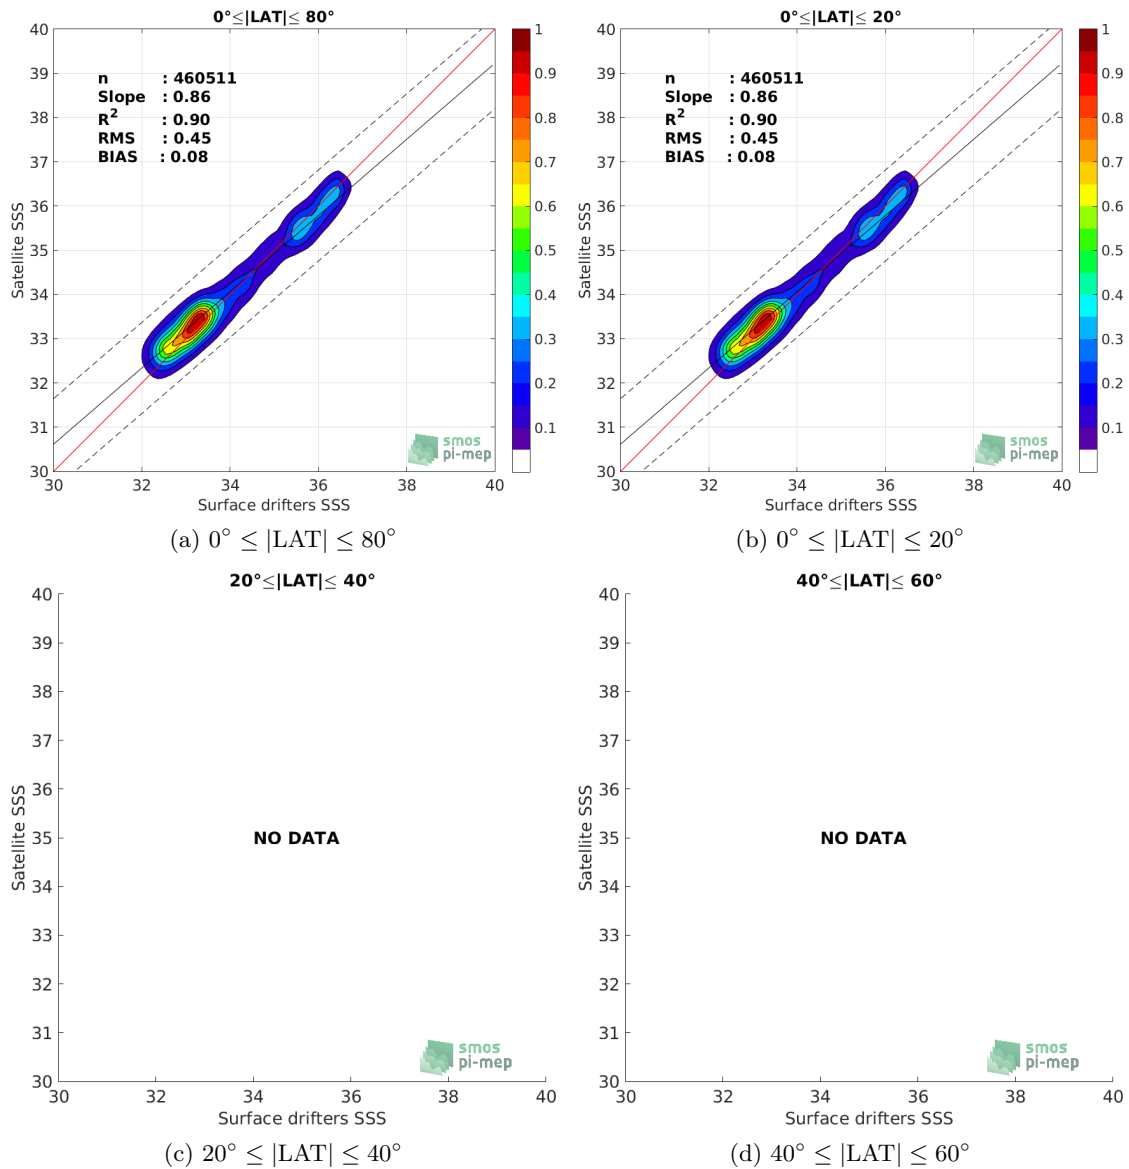 0°≤|LAT|≤ 80°
40
39
38
37
36
35
34
33
32
31
30
n : 460511
Slope : 0.86
R² : 0.90
RMS : 0.45
BIAS : 0.08
1
0.9
0.8
0.7
0.6
0.5
0.4
0.3
0.2
0.1
smos
pi-mep
30 32 34 36 38 40
Satellite SSS
Surface drifters SSS
(a) 0° ≤ |LAT| ≤ 80°
0°≤|LAT|≤ 20°
40
39
38
37
36
35
34
33
32
31
30
n : 460511
Slope : 0.86
R² : 0.90
RMS : 0.45
BIAS : 0.08
1
0.9
0.8
0.7
0.6
0.5
0.4
0.3
0.2
0.1
smos
pi-mep
30 32 34 36 38 40
Satellite SSS
Surface drifters SSS
(b) 0° ≤ |LAT| ≤ 20°
20°≤|LAT|≤ 40°
40
39
38
37
36
35
34
33
32
31
30
NO DATA
smos
pi-mep
30 32 34 36 38 40
Satellite SSS
Surface drifters SSS
(c) 20° ≤ |LAT| ≤ 40°
40°≤|LAT|≤ 60°
40
39
38
37
36
35
34
33
32
31
30
NO DATA
smos
pi-mep
30 32 34 36 38 40
Satellite SSS
Surface drifters SSS
(d) 40° ≤ |LAT| ≤ 60°